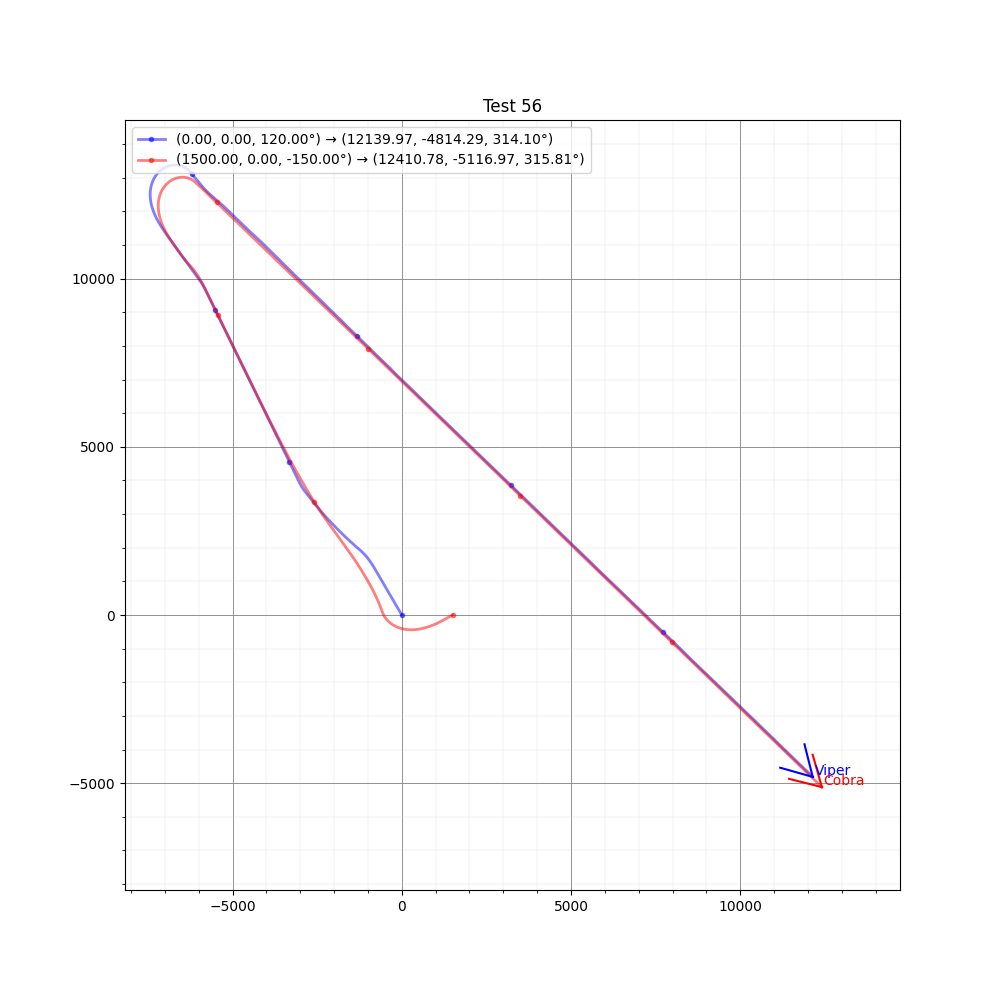 Test 56
(0.00, 0.00, 120.00°) → (12139.97, -4814.29, 314.10°)
(1500.00, 0.00, -150.00°) → (12410.78, -5116.97, 315.81°)
10000
5000
0
−5000
Viper
Cobra
−5000
0
5000
10000